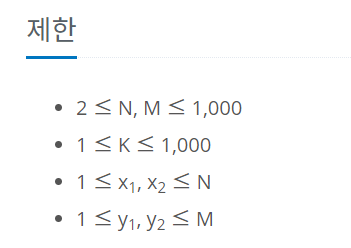 제한
• 2 ≤ N, M ≤ 1,000
• 1 ≤ K ≤ 1,000
• 1 ≤ x₁, x₂ ≤ N
• 1 ≤ y₁, y₂ ≤ M